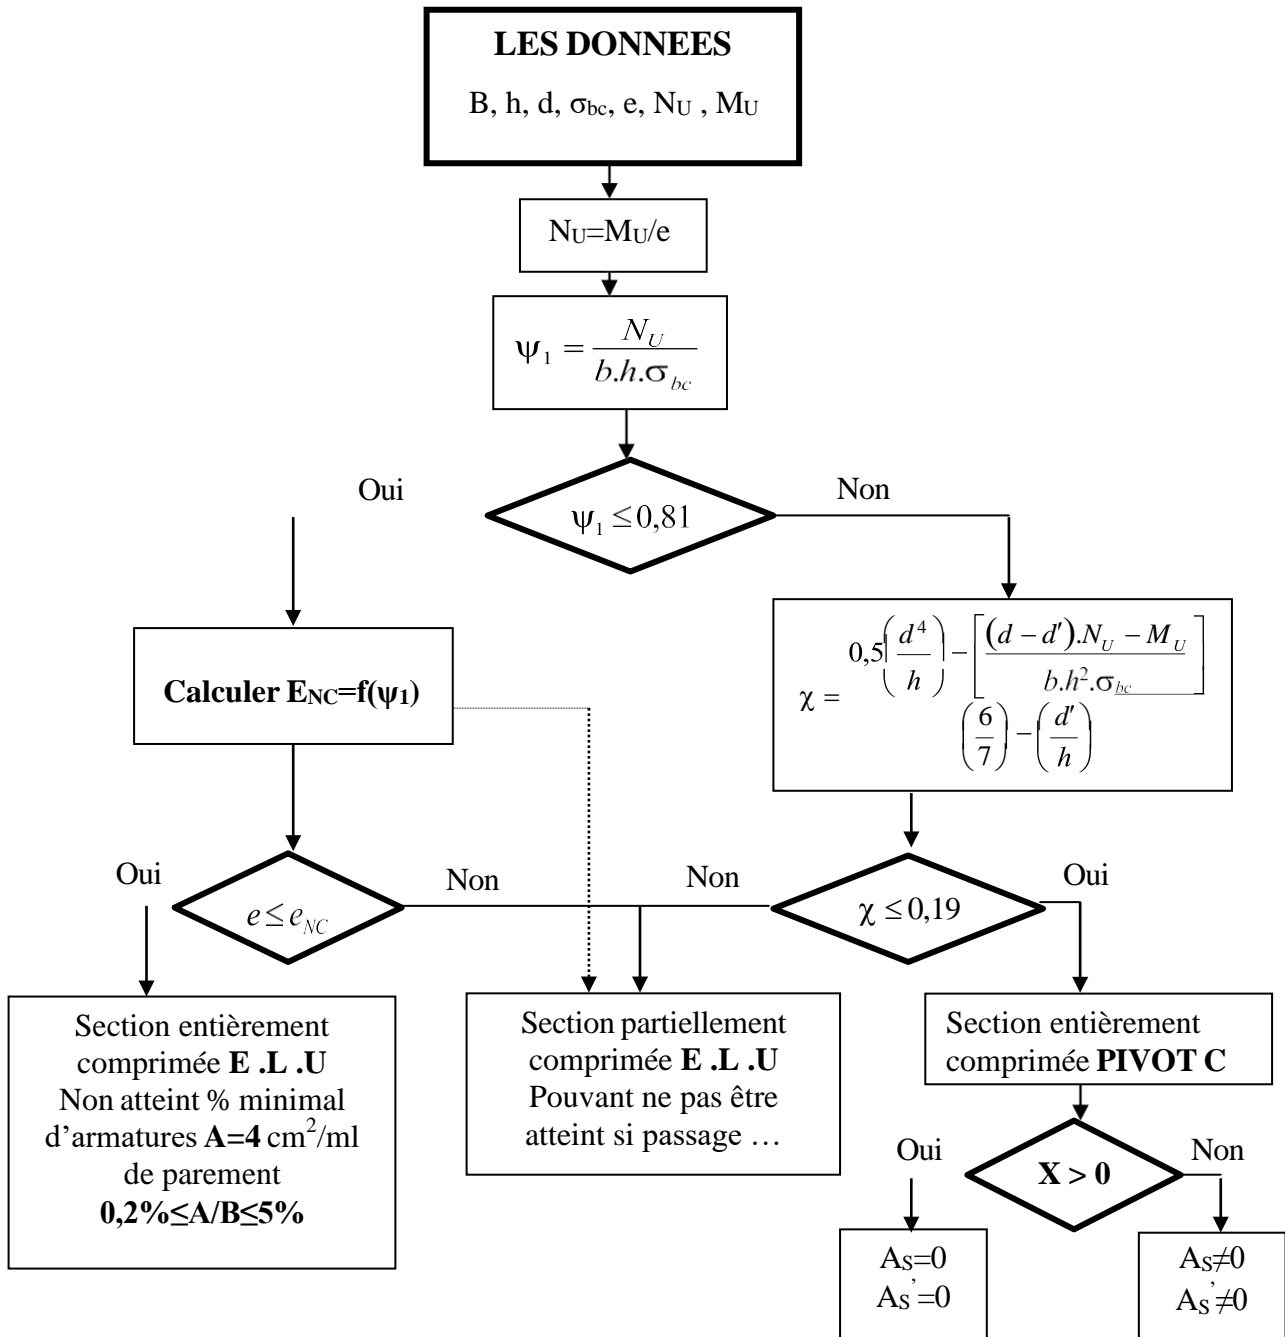 LES DONNEES
B, h, d, σbc, e, NU , MU
NU=MU/e
ψ1 = NU / b.h.σbc
Oui
Non
ψ1 ≤ 0,81
Calculer ENC=f(ψ1)
χ = 0,5(d^4/h) − [(d − d′).NU − MU / b.h².σbc] / (6/7) − (d′/h)
Oui
Non
Non
Oui
e ≤ eNC
χ ≤ 0,19
Section entièrement
comprimée E .L .U
Non atteint % minimal
d’armatures A=4 cm²/ml
de parement
0,2%≤A/B≤5%
Section partiellement
comprimée E .L .U
Pouvant ne pas être
atteint si passage …
Section entièrement
comprimée PIVOT C
Oui
Non
X > 0
AS=0
AS’=0
AS≠0
AS’≠0